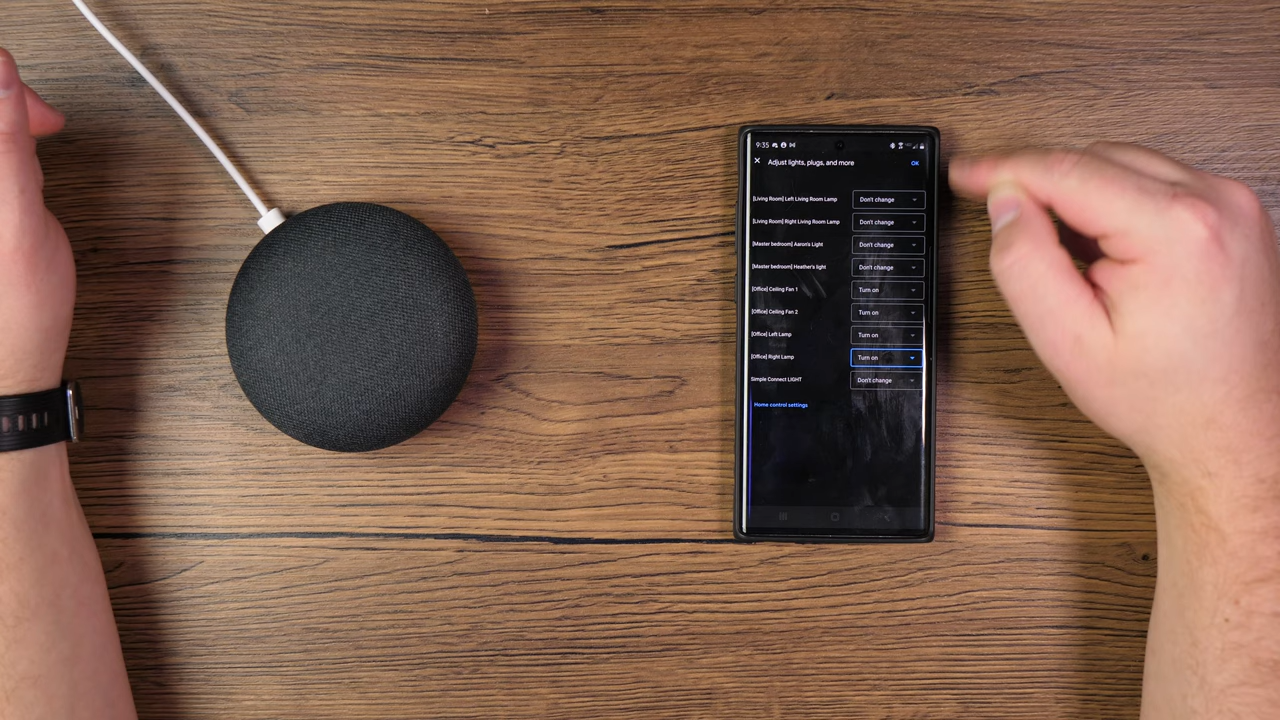 9:35
Adjust lights, plugs, and more OK
[Living Room] Left Living Room Lamp Don't change
[Living Room] Right Living Room Lamp Don't change
[Master bedroom] Aaron's Light Don't change
[Master bedroom] Heather's light Don't change
[Office] Ceiling Fan 1 Turn on
[Office] Ceiling Fan 2 Turn on
[Office] Left Lamp Turn on
[Office] Right Lamp Turn on
Simple Connect LIGHT Don't change
Home control settings